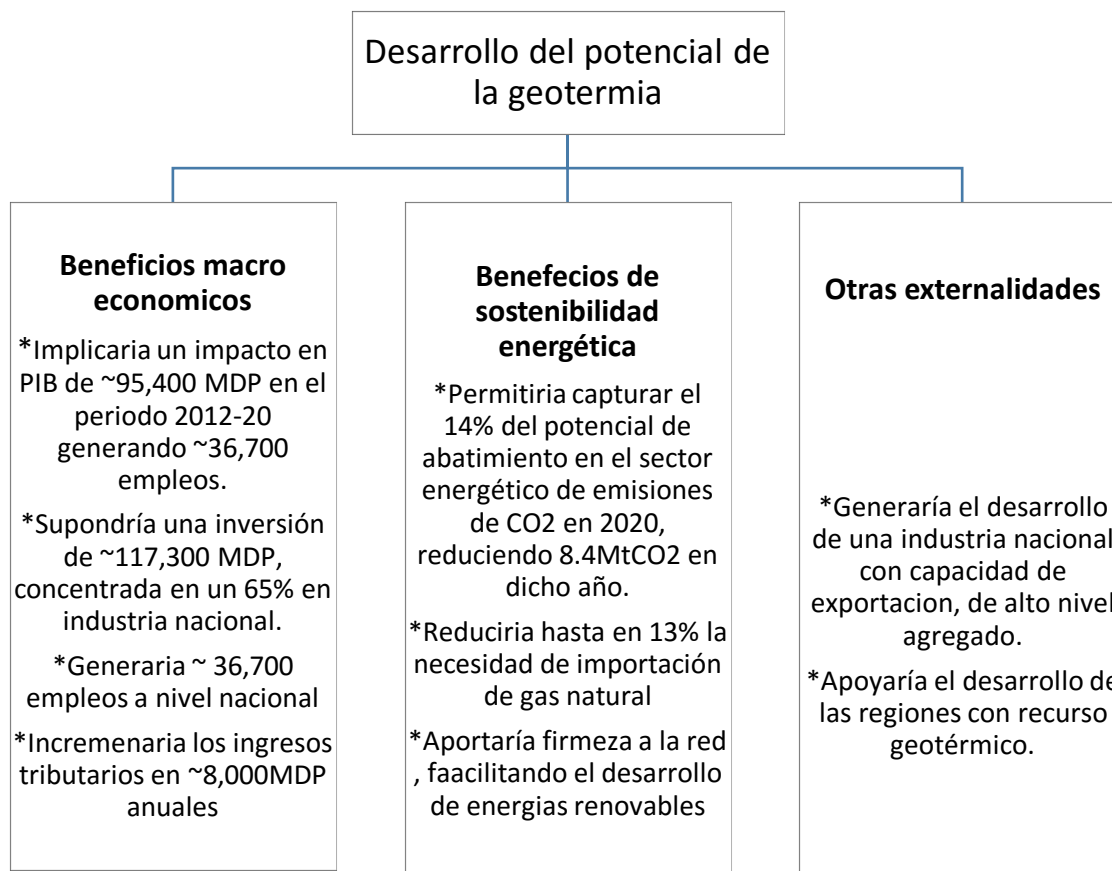 Desarrollo del potencial de
la geotermia
Beneficios macro
economicos
*Implicaria un impacto en
PIB de ~95,400 MDP en el
periodo 2012-20
generando ~36,700
empleos.
*Supondría una inversión
de ~117,300 MDP,
concentrada en un 65% en
industria nacional.
*Generaria ~ 36,700
empleos a nivel nacional
*Incremenaria los ingresos
tributarios en ~8,000MDP
anuales
Benefecios de
sostenibilidad
energética
*Permitiria capturar el
14% del potencial de
abatimiento en el sector
energético de emisiones
de CO2 en 2020,
reduciendo 8.4MtCO2 en
dicho año.
*Reduciria hasta en 13% la
necesidad de importación
de gas natural
*Aportaría firmeza a la red
, faacilitando el desarrollo
de energias renovables
Otras externalidades
*Generaría el desarrollo
de una industria nacional
con capacidad de
exportacion, de alto nivel
agregado.
*Apoyaría el desarrollo de
las regiones con recurso
geotérmico.